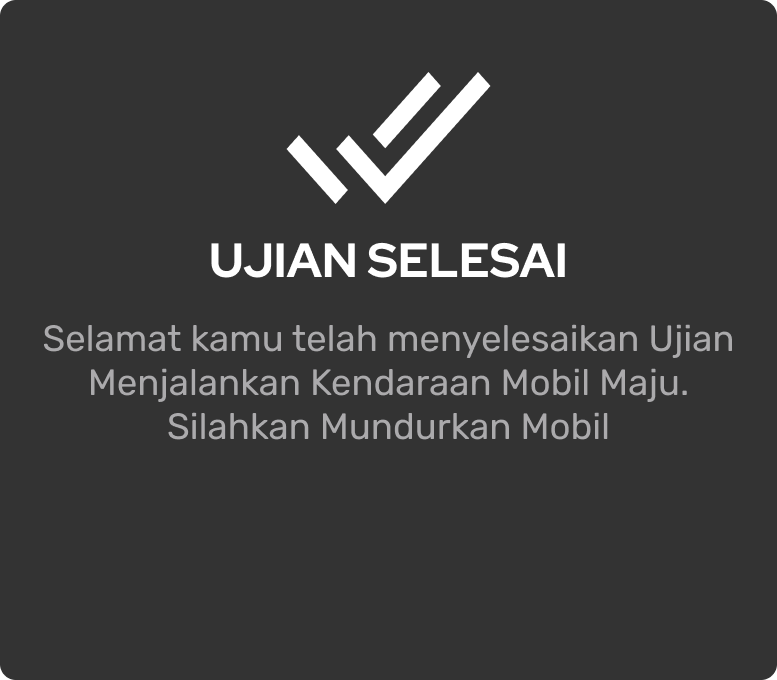 UJIAN SELESAI
Selamat kamu telah menyelesaikan Ujian
Menjalankan Kendaraan Mobil Maju.
Silahkan Mundurkan Mobil